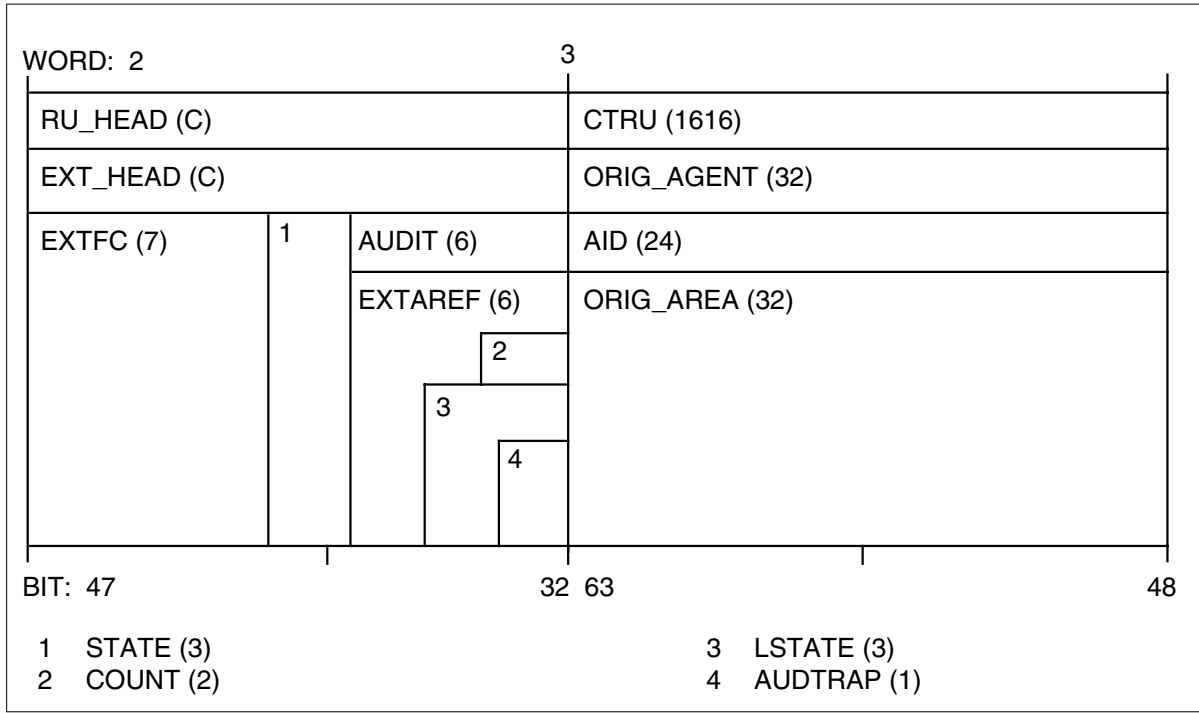 WORD: 2 3
RU_HEAD (C) CTRU (1616)
EXT_HEAD (C) ORIG_AGENT (32)
EXTFC (7) 1 AUDIT (6) AID (24)
EXTAREF (6) ORIG_AREA (32)
2
3
4
BIT: 47 32 63 48
1 STATE (3) 3 LSTATE (3)
2 COUNT (2) 4 AUDTRAP (1)